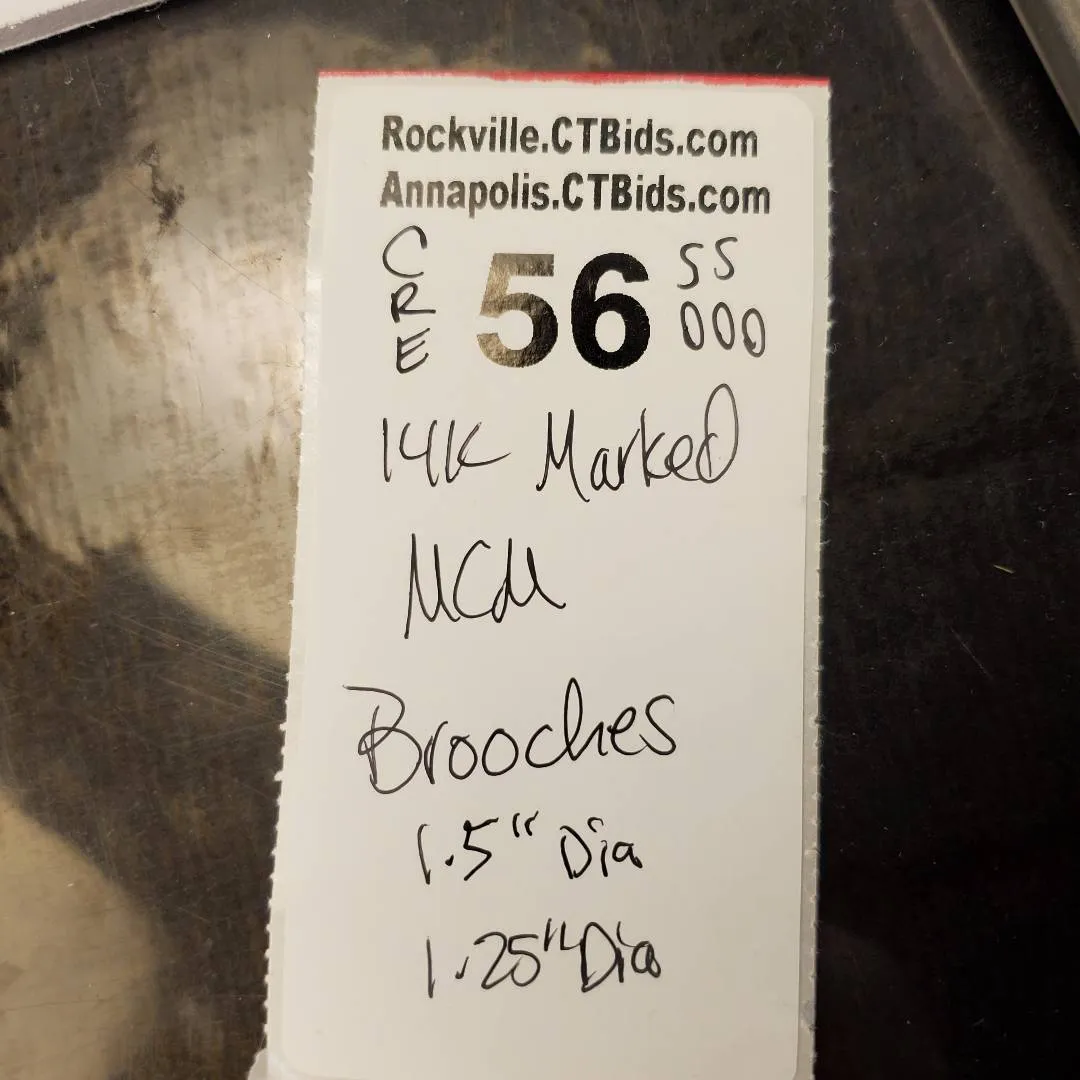 Rockville.CTBids.com
Annapolis.CTBids.com
CRE 56 SS
000
14K Marked
MCM
Brooches
1.5" Dia
1.25" Dia